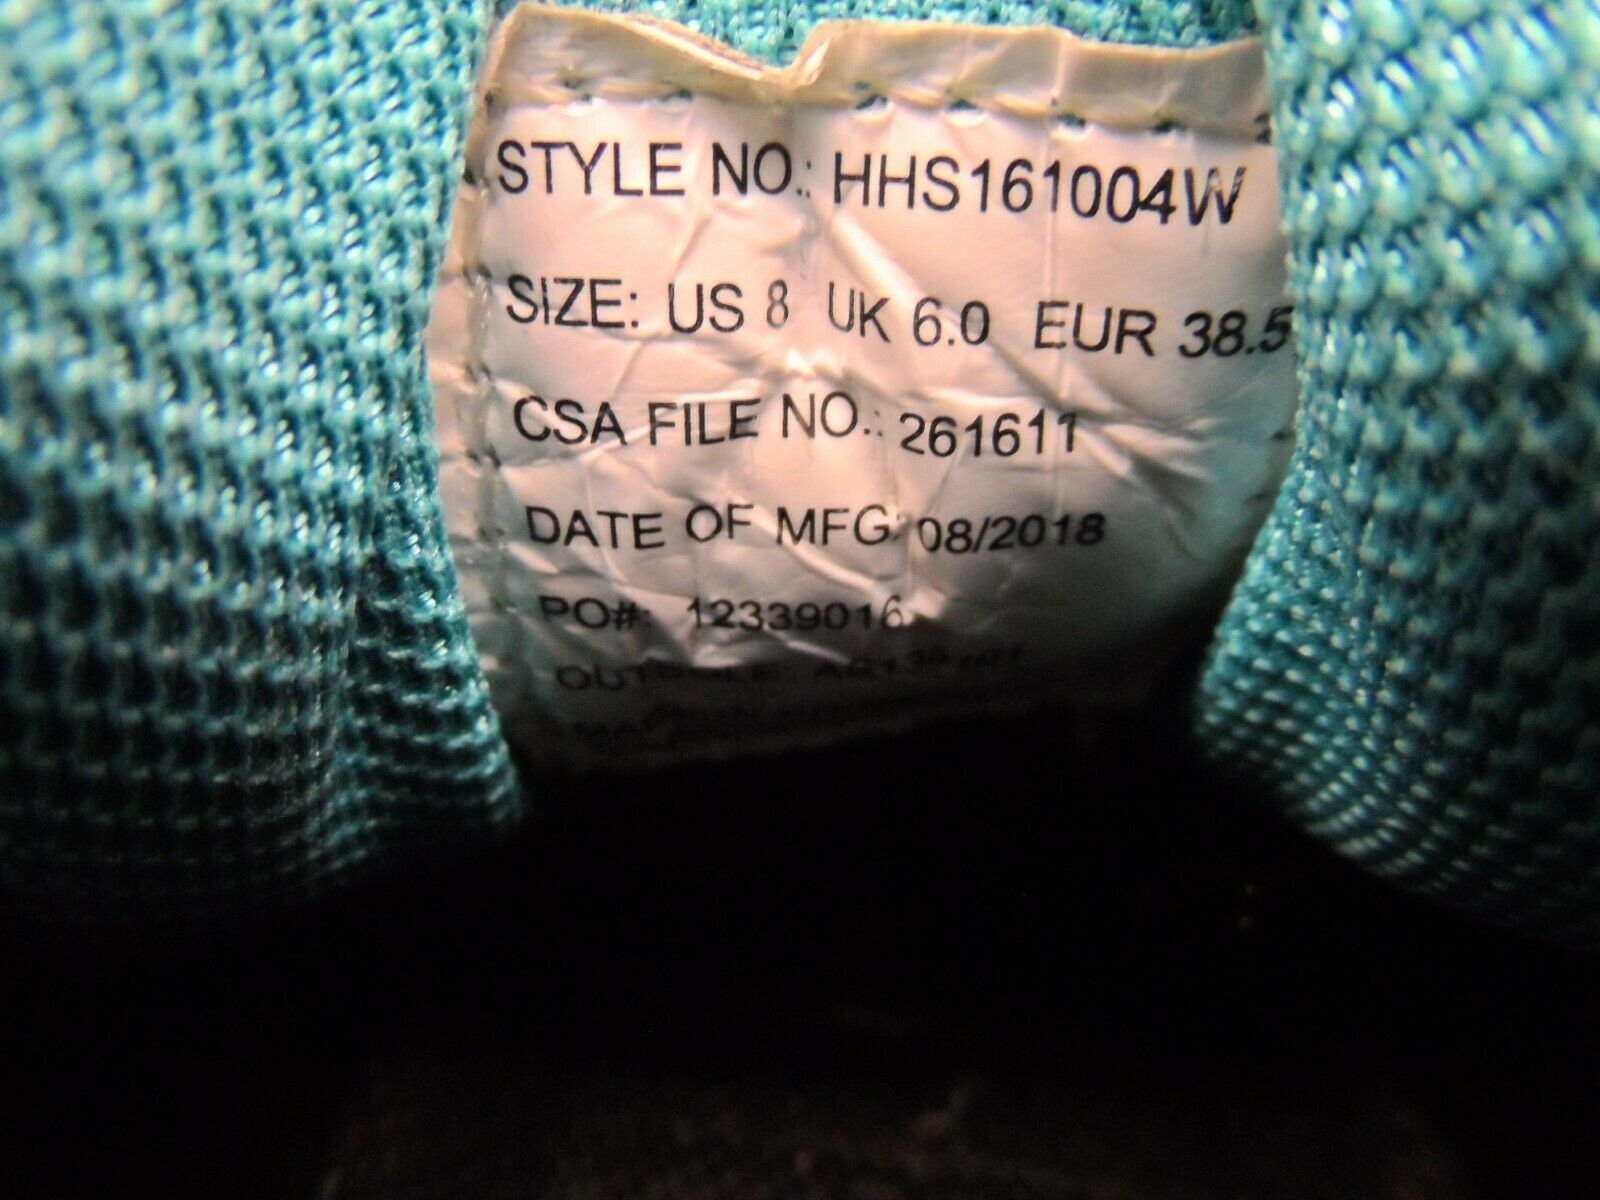 STYLE NO.: HHS161004W
SIZE: US 8 UK 6.0 EUR 38.5
CSA FILE NO.: 261611
DATE OF MFG: 08/2018
PO#: 12339016
OUTSOLE: